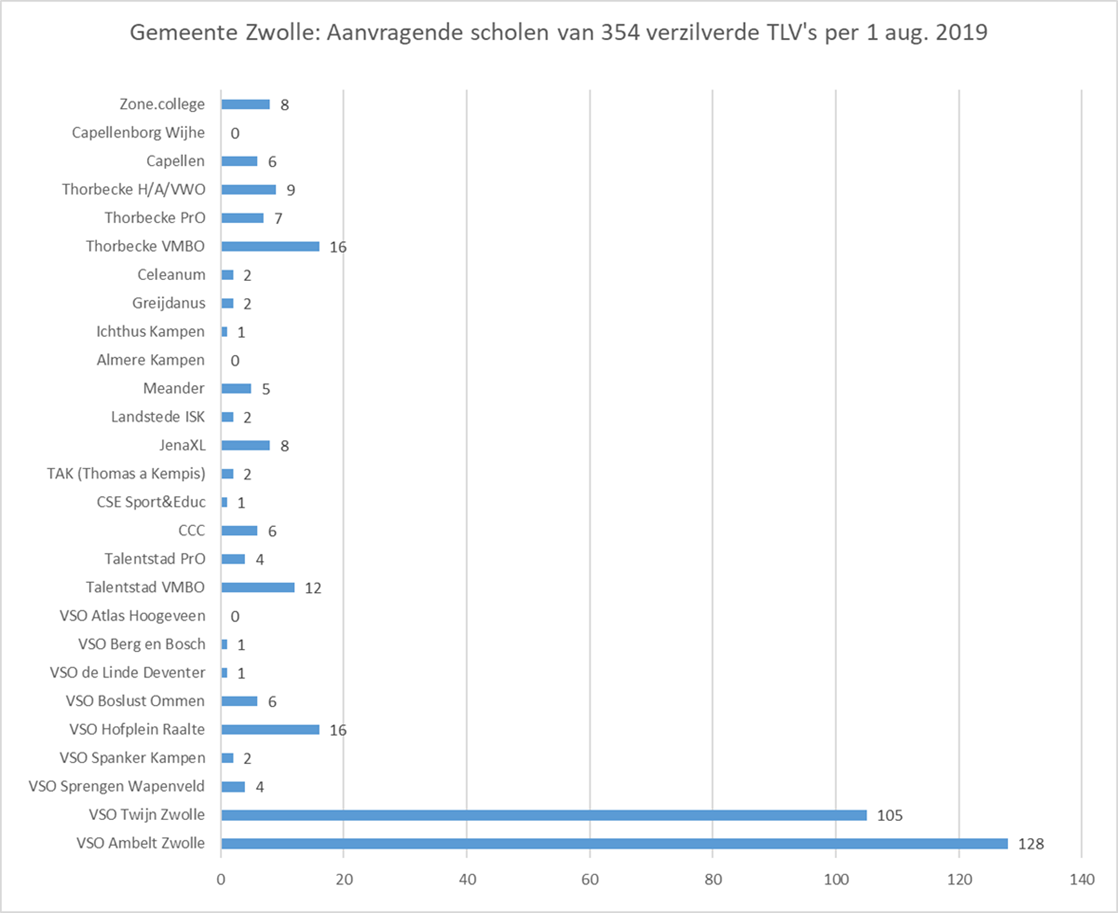 Gemeente Zwolle: Aanvragende scholen van 354 verzilverde TLV's per 1 aug. 2019
Zone.college 8
Capellenborg Wijhe 0
Capellen 6
Thorbecke H/A/VWO 9
Thorbecke PrO 7
Thorbecke VMBO 16
Celeanum 2
Greijdanus 2
Ichthus Kampen 1
Almere Kampen 0
Meander 5
Landstede ISK 2
JenaXL 8
TAK (Thomas a Kempis) 2
CSE Sport&Educ 1
CCC 6
Talentstad PrO 4
Talentstad VMBO 12
VSO Atlas Hoogeveen 0
VSO Berg en Bosch 1
VSO de Linde Deventer 1
VSO Boslust Ommen 6
VSO Hofplein Raalte 16
VSO Spanker Kampen 2
VSO Sprengen Wapenveld 4
VSO Twijn Zwolle 105
VSO Ambelt Zwolle 128
0 20 40 60 80 100 120 140